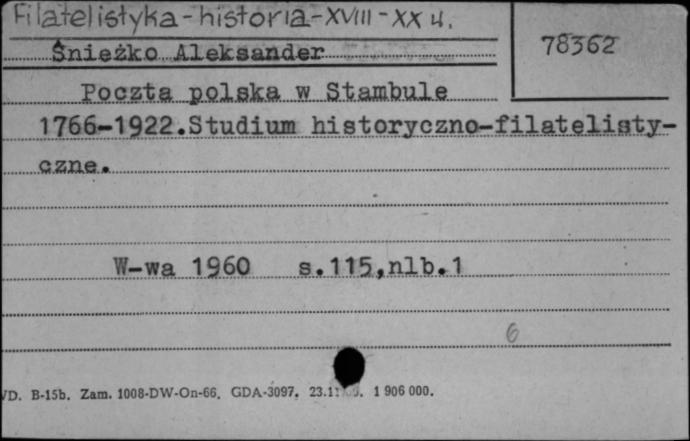 Filatelistyka-historia-XVIII-XX w.
78362
Śnieżko Aleksander
Poczta polska w Stambule
1766-1922.Studium historyczno-filatelisty-
czne.
W-wa 1960 s.115,nlb.1
6
VD. B-15b. Zam. 1008-DW-On-66. GDA-3097. 1 906 000.